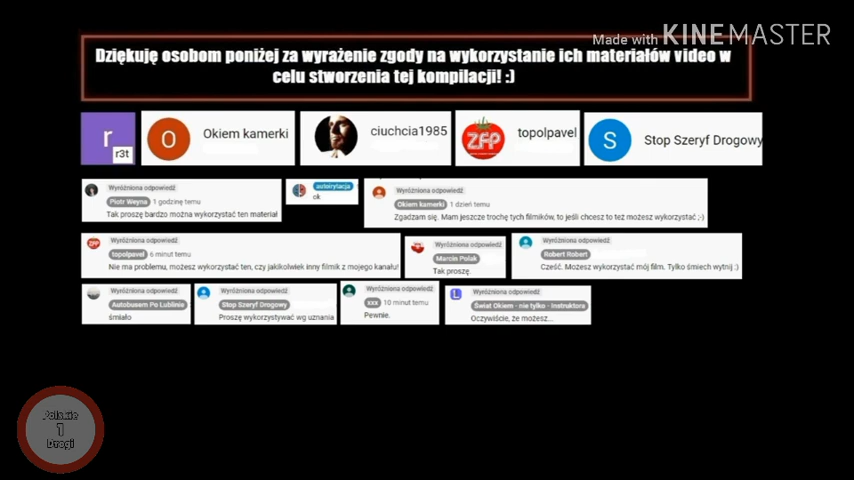 Made with KINEMASTER
Dziękuję osobom poniżej za wyrażenie zgody na wykorzystanie ich materiałów video w
celu stworzenia tej kompilacji! :)
r
r3t
O
Okiem kamerki
ciuchcia1985
ZFP
topolpavel
S
Stop Szeryf Drogowy
Wyróżniona odpowiedź
Piotr Weyna 1 godzinę temu
Tak proszę bardzo można wykorzystać ten materiał
autoirytacja
ok
Wyróżniona odpowiedź
Okiem kamerki 1 dzień temu
Zgadzam się. Mam jeszcze trochę tych filmików, to jeśli chcesz to też możesz wykorzystać ;-)
Wyróżniona odpowiedź
topolpavel 6 minut temu
Nie ma problemu, możesz wykorzystać ten, czy jakikolwiek inny filmik z mojego kanału!
Wyróżniona odpowiedź
Marcin Polak
Tak proszę.
Wyróżniona odpowiedź
Robert Robert
Cześć. Możesz wykorzystać mój film. Tylko śmiech wytnij :)
Wyróżniona odpowiedź
Autobusem Po Lublinie
śmiało
Wyróżniona odpowiedź
Stop Szeryf Drogowy
Proszę wykorzystywać wg uznania
Wyróżniona odpowiedź
xxx 10 minut temu
Pewnie.
L
Wyróżniona odpowiedź
Świat Okiem - nie tylko - Instruktora
Oczywiście, że możesz...
Polskie
1
Drogi